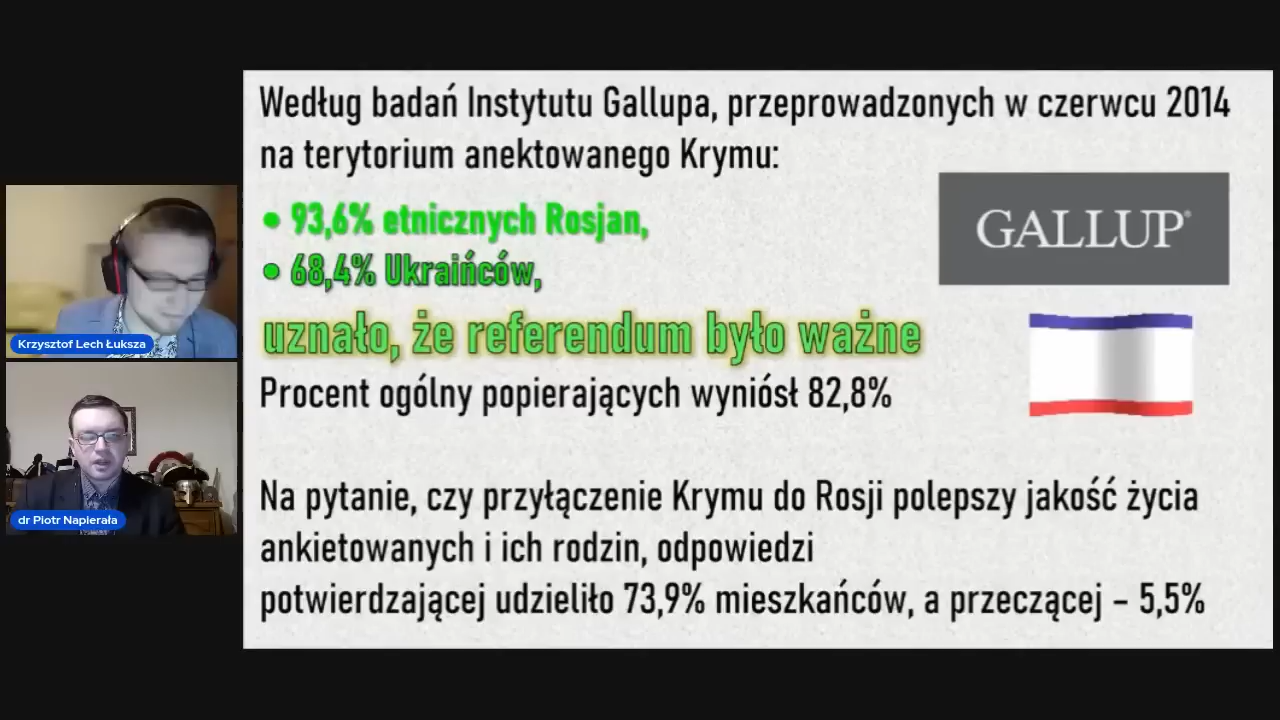 Według badań Instytutu Gallupa, przeprowadzonych w czerwcu 2014
na terytorium anektowanego Krymu:
• 93,6% etnicznych Rosjan,
• 68,4% Ukraińców,
uznało, że referendum było ważne
Procent ogólny popierających wyniósł 82,8%
GALLUP®
Na pytanie, czy przyłączenie Krymu do Rosji polepszy jakość życia
ankietowanych i ich rodzin, odpowiedzi
potwierdzającej udzieliło 73,9% mieszkańców, a przeczącej – 5,5%
Krzysztof Lech Łuksza
dr Piotr Napierała